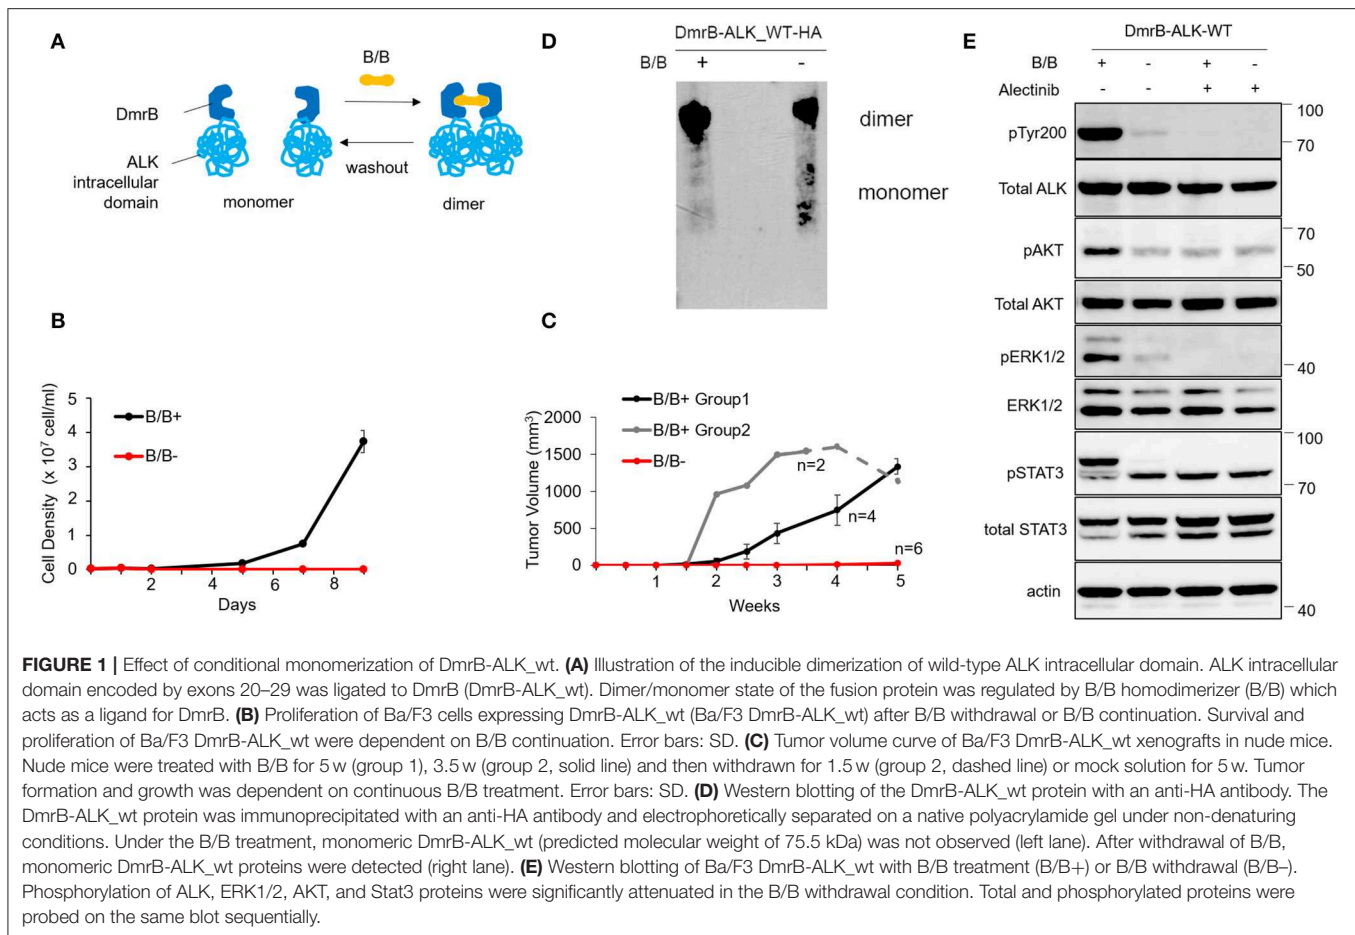 A
B/B
DmrB
ALK
intracellular
domain
monomer
washout
dimer
B
Cell Density (x 10⁷ cell/ml)
5
4
3
2
1
0
B/B+
B/B-
2 4 6 8
Days
C
Tumor Volume (mm³)
B/B+ Group1
B/B+ Group2
B/B-
2000
1500
1000
500
0
n=2
n=4
n=6
1 2 3 4 5
Weeks
D
DmrB-ALK_WT-HA
B/B + -
dimer
monomer
E
DmrB-ALK-WT
B/B + - + -
Alectinib - - + +
pTyr200
100
70
Total ALK
pAKT
70
50
Total AKT
pERK1/2
40
ERK1/2
pSTAT3
100
70
total STAT3
actin
40
FIGURE 1 | Effect of conditional monomerization of DmrB-ALK_wt. (A) Illustration of the inducible dimerization of wild-type ALK intracellular domain. ALK intracellular
domain encoded by exons 20–29 was ligated to DmrB (DmrB-ALK_wt). Dimer/monomer state of the fusion protein was regulated by B/B homodimerizer (B/B) which
acts as a ligand for DmrB. (B) Proliferation of Ba/F3 cells expressing DmrB-ALK_wt (Ba/F3 DmrB-ALK_wt) after B/B withdrawal or B/B continuation. Survival and
proliferation of Ba/F3 DmrB-ALK_wt were dependent on B/B continuation. Error bars: SD. (C) Tumor volume curve of Ba/F3 DmrB-ALK_wt xenografts in nude mice.
Nude mice were treated with B/B for 5 w (group 1), 3.5 w (group 2, solid line) and then withdrawn for 1.5 w (group 2, dashed line) or mock solution for 5 w. Tumor
formation and growth was dependent on continuous B/B treatment. Error bars: SD. (D) Western blotting of the DmrB-ALK_wt protein with an anti-HA antibody. The
DmrB-ALK_wt protein was immunoprecipitated with an anti-HA antibody and electrophoretically separated on a native polyacrylamide gel under non-denaturing
conditions. Under the B/B treatment, monomeric DmrB-ALK_wt (predicted molecular weight of 75.5 kDa) was not observed (left lane). After withdrawal of B/B,
monomeric DmrB-ALK_wt proteins were detected (right lane). (E) Western blotting of Ba/F3 DmrB-ALK_wt with B/B treatment (B/B+) or B/B withdrawal (B/B–).
Phosphorylation of ALK, ERK1/2, AKT, and Stat3 proteins were significantly attenuated in the B/B withdrawal condition. Total and phosphorylated proteins were
probed on the same blot sequentially.